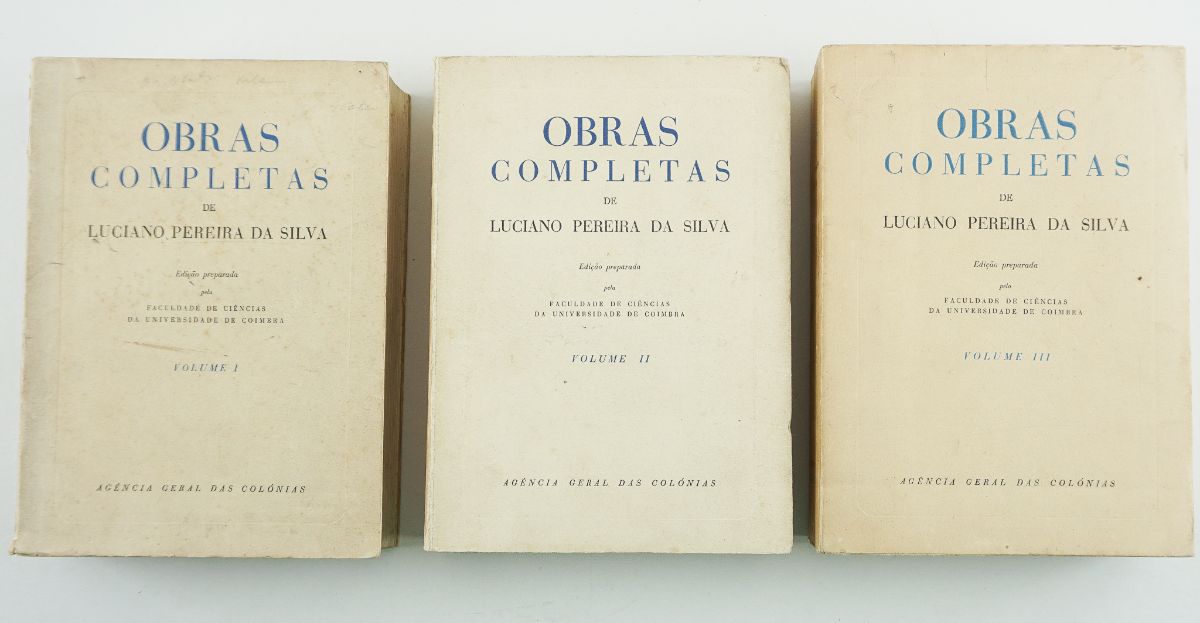 OBRAS
COMPLETAS
DE
LUCIANO PEREIRA DA SILVA
Edição preparada
pela
FACULDADE DE CIÊNCIAS
DA UNIVERSIDADE DE COIMBRA
VOLUME I
AGÊNCIA GERAL DAS COLÓNIAS
OBRAS
COMPLETAS
DE
LUCIANO PEREIRA DA SILVA
Edição preparada
pela
FACULDADE DE CIÊNCIAS
DA UNIVERSIDADE DE COIMBRA
VOLUME II
AGÊNCIA GERAL DAS COLÓNIAS
OBRAS
COMPLETAS
DE
LUCIANO PEREIRA DA SILVA
Edição preparada
pela
FACULDADE DE CIÊNCIAS
DA UNIVERSIDADE DE COIMBRA
VOLUME III
AGÊNCIA GERAL DAS COLÓNIAS